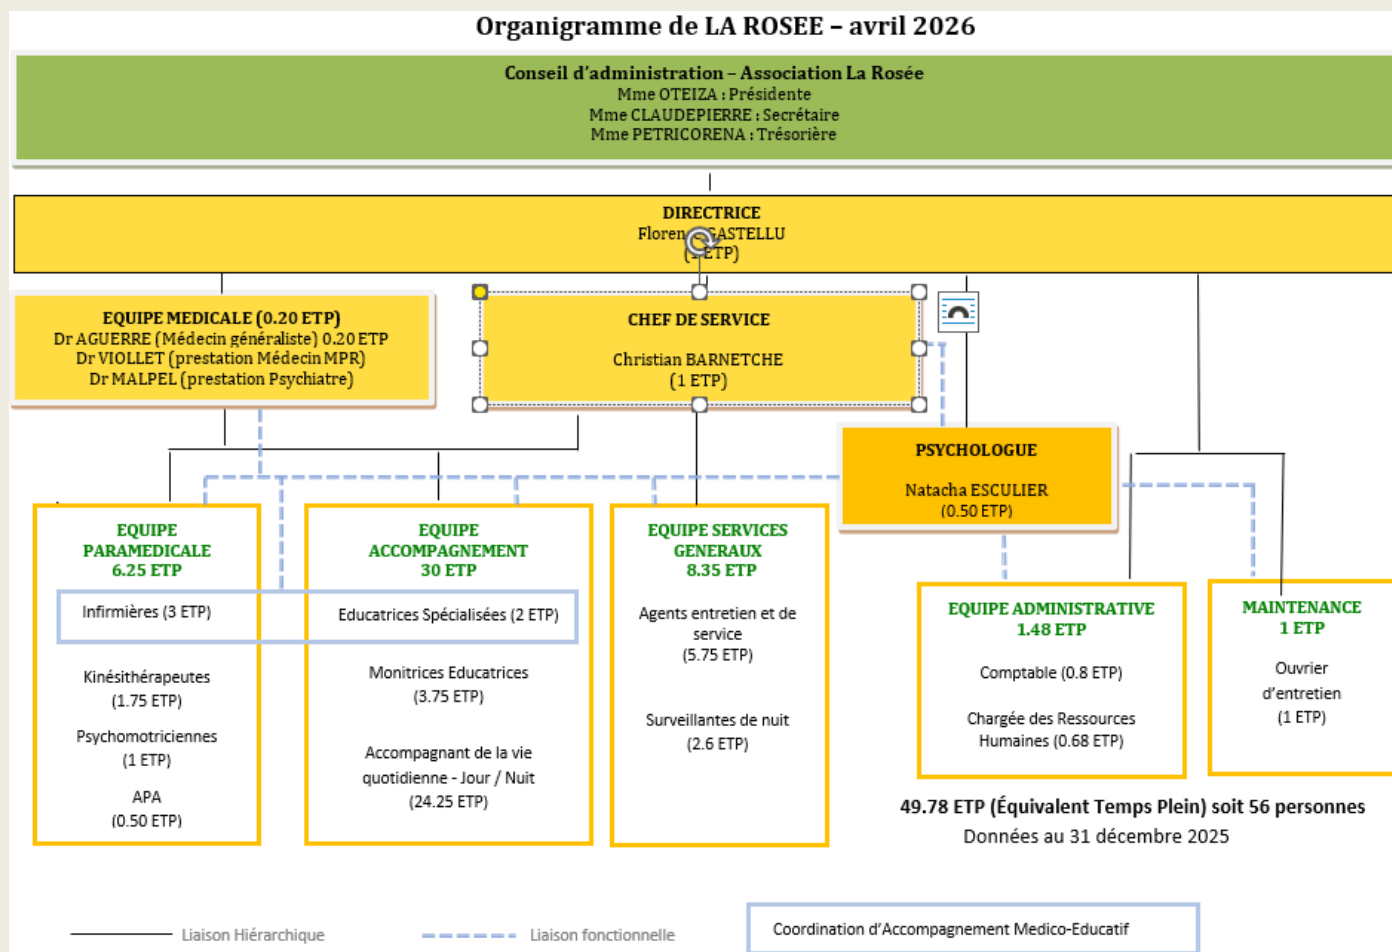 Organigramme de LA ROSEE – avril 2026
Conseil d'administration – Association La Rosée
Mme OTEIZA : Présidente
Mme CLAUDEPIERRE : Secrétaire
Mme PETRICORENA : Trésorière
DIRECTRICE
GASTELLU
ETP)
EQUIPE MEDICALE (0.20 ETP)
Dr AGUERRE (Médecin généraliste) 0.20 ETP
Dr VIOLLET (prestation Médecin MPR)
Dr MALPEL (prestation Psychiatre)
CHEF DE SERVICE
Christian BARNETCHE
(1 ETP)
PSYCHOLOGUE
Natacha ESCULIER
(0.50 ETP)
EQUIPE
PARAMEDICALE
6.25 ETP
Infirmières (3 ETP)
Kinésithérapeutes
(1.75 ETP)
Psychomotriciennes
(1 ETP)
APA
(0.50 ETP)
EQUIPE
ACCOMPAGNEMENT
30 ETP
Educatrices Spécialisées (2 ETP)
Monitrices Educatrices
(3.75 ETP)
Accompagnant de la vie
quotidienne - Jour / Nuit
(24.25 ETP)
EQUIPE SERVICES
GENERAUX
8.35 ETP
Agents entretien et de
service
(5.75 ETP)
Surveillantes de nuit
(2.6 ETP)
EQUIPE ADMINISTRATIVE
1.48 ETP
Comptable (0.8 ETP)
Chargée des Ressources
Humaines (0.68 ETP)
MAINTENANCE
1 ETP
Ouvrier
d'entretien
(1 ETP)
49.78 ETP (Équivalent Temps Plein) soit 56 personnes
Données au 31 décembre 2025
Liaison Hiérarchique
Liaison fonctionnelle
Coordination d'Accompagnement Medico-Educatif